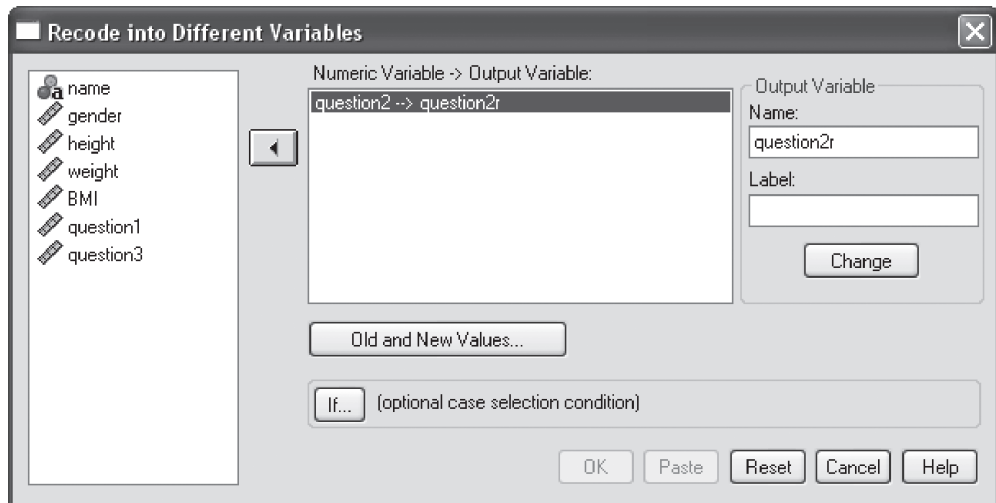 Recode into Different Variables
name
gender
height
weight
BMI
question1
question3
Numeric Variable -> Output Variable:
question2 --> question2r
Output Variable
Name:
question2r
Label:
Change
Old and New Values...
If... (optional case selection condition)
OK Paste Reset Cancel Help